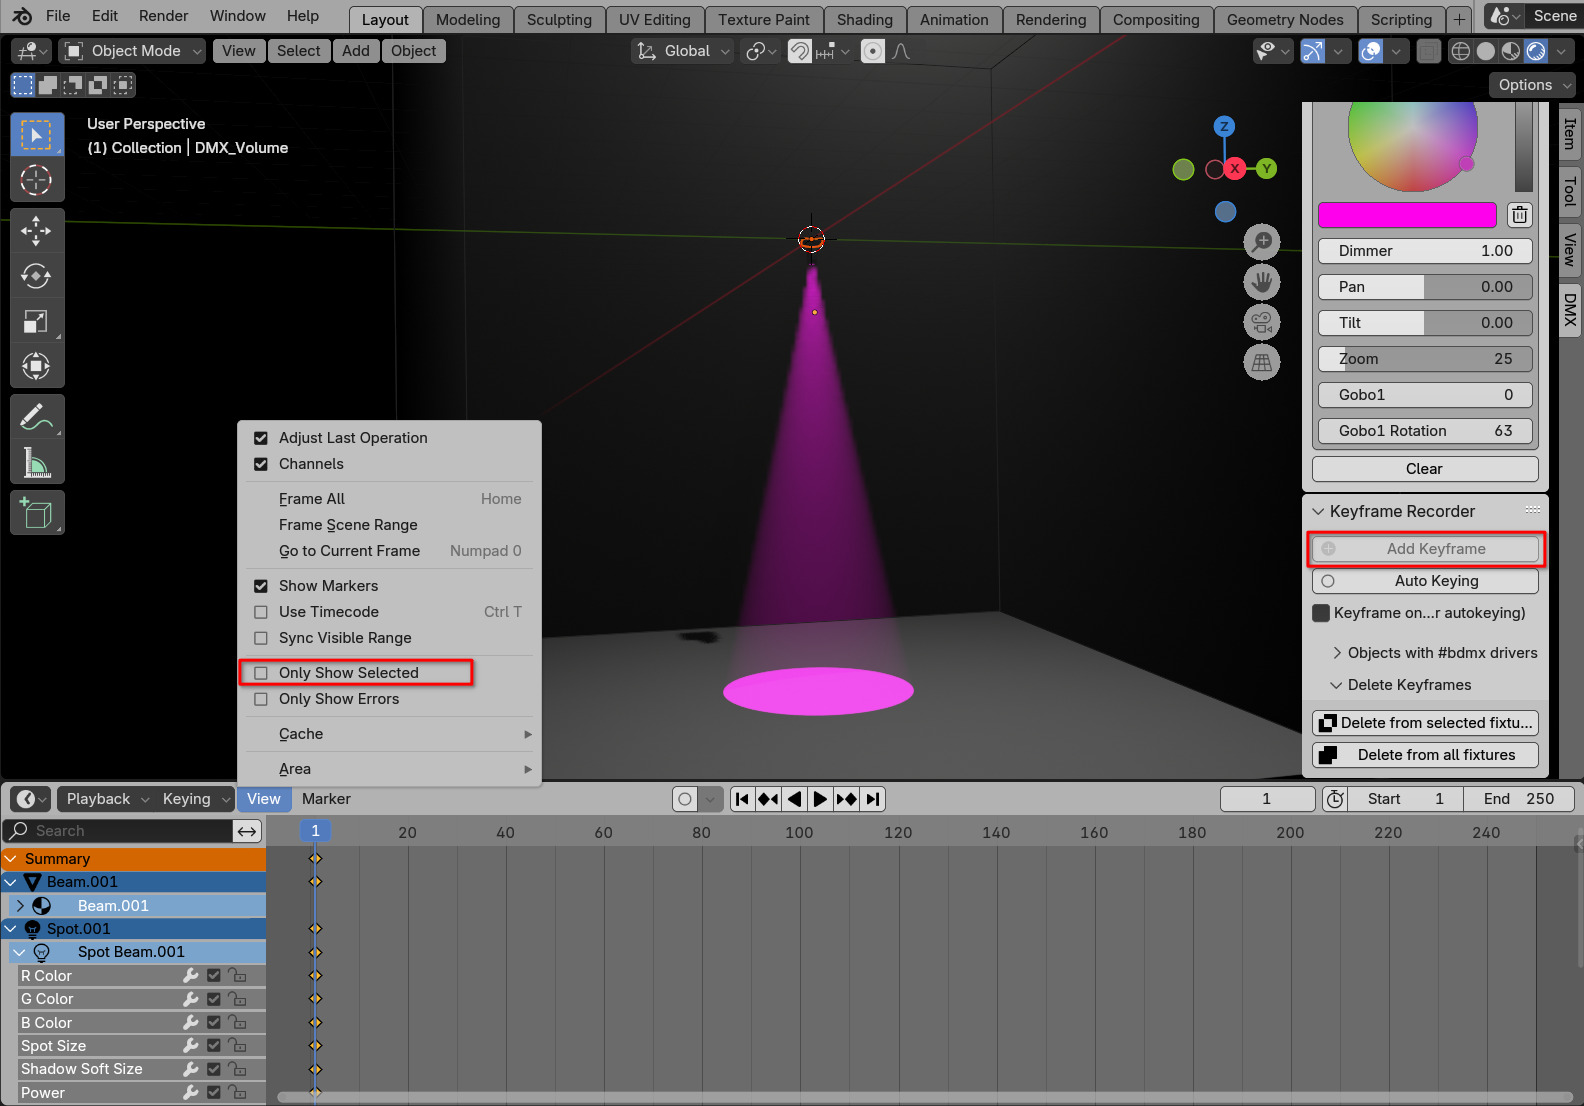 File Edit Render Window Help Layout Modeling Sculpting UV Editing Texture Paint Shading Animation Rendering Compositing Geometry Nodes Scripting + Scene
Object Mode View Select Add Object Global
Options
User Perspective
(1) Collection | DMX_Volume
Z
X
Y
Item
Tool
View
DMX
Dimmer 1.00
Pan 0.00
Tilt 0.00
Zoom 25
Gobo1 0
Gobo1 Rotation 63
Clear
Keyframe Recorder
Add Keyframe
Auto Keying
Keyframe on...r autokeying)
Objects with #bdmx drivers
Delete Keyframes
Delete from selected fixtu...
Delete from all fixtures
Adjust Last Operation
Channels
Frame All Home
Frame Scene Range
Go to Current Frame Numpad 0
Show Markers
Use Timecode Ctrl T
Sync Visible Range
Only Show Selected
Only Show Errors
Cache
Area
Playback Keying View Marker 1 Start 1 End 250
Search 1 20 40 60 80 100 120 140 160 180 200 220 240
Summary
Beam.001
Beam.001
Spot.001
Spot Beam.001
R Color
G Color
B Color
Spot Size
Shadow Soft Size
Power